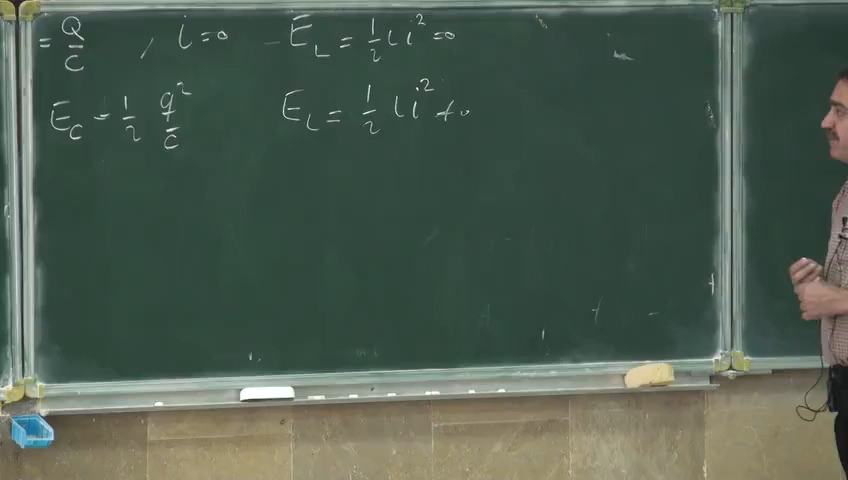 = Q/C , i = 0 - E_L = 1/2 L i² = 0
E_C = 1/2 q²/C E_L = 1/2 L i² ≠ 0